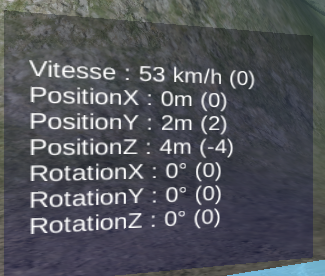 Vitesse : 53 km/h (0)
PositionX : 0m (0)
PositionY : 2m (2)
PositionZ : 4m (-4)
RotationX : 0° (0)
RotationY : 0° (0)
RotationZ : 0° (0)